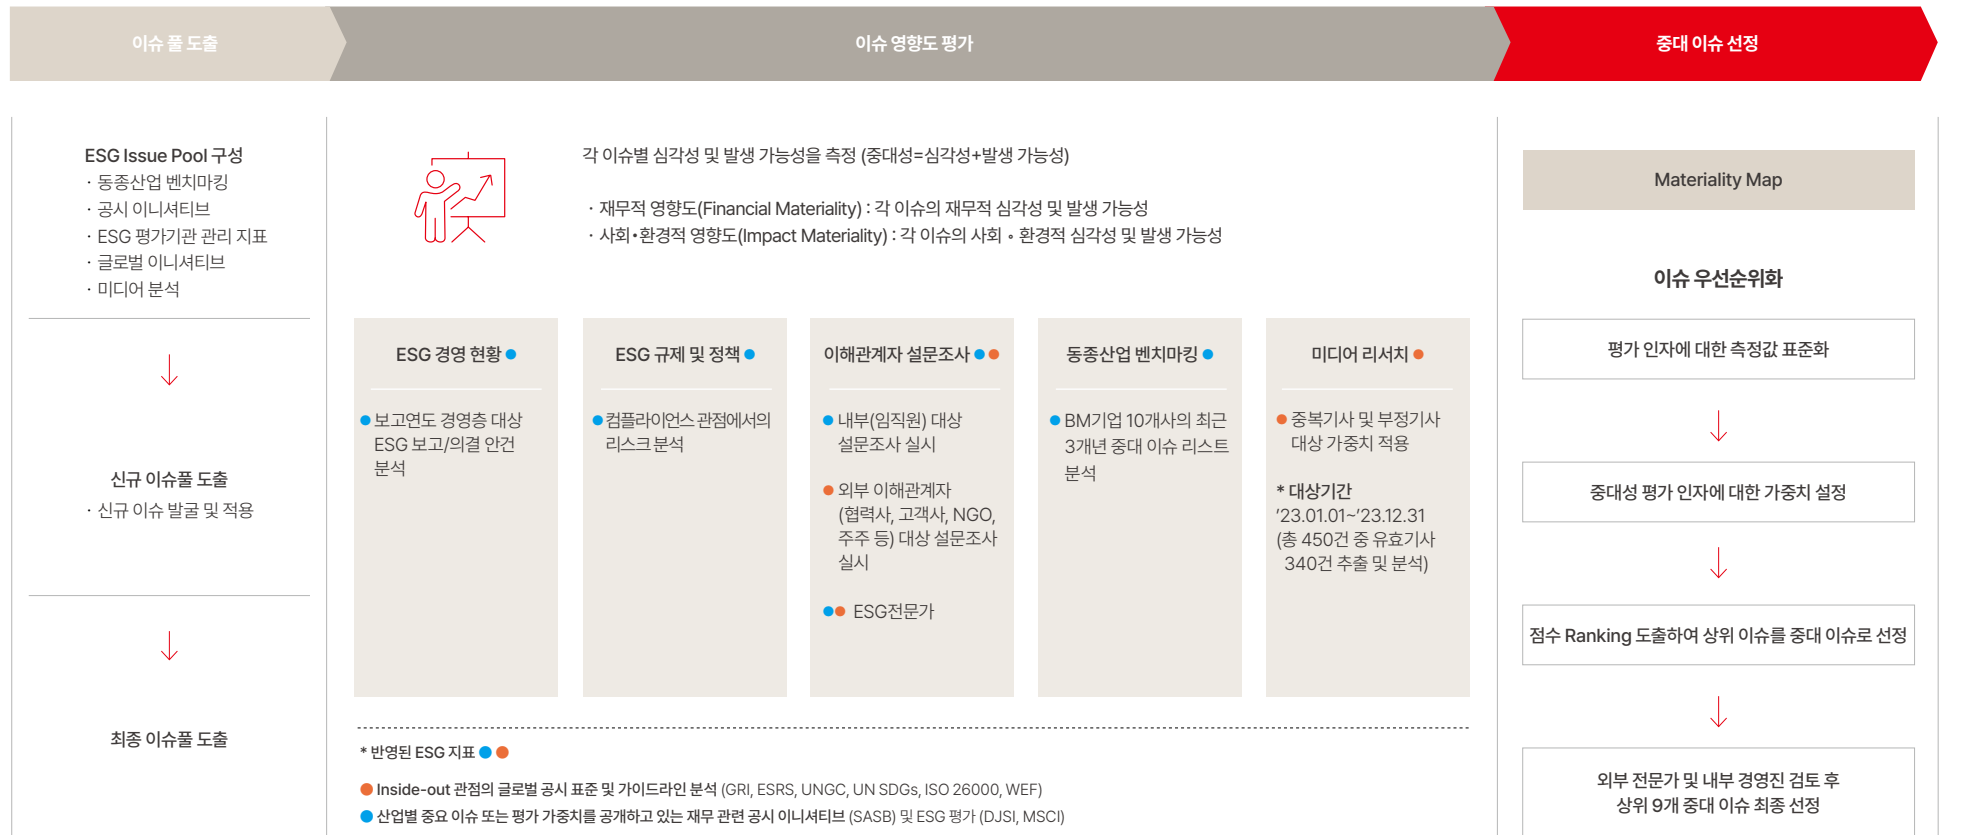 이슈 풀 도출
이슈 영향도 평가
중대 이슈 선정
ESG Issue Pool 구성
· 동종산업 벤치마킹
· 공시 이니셔티브
· ESG 평가기관 관리 지표
· 글로벌 이니셔티브
· 미디어 분석
신규 이슈풀 도출
· 신규 이슈 발굴 및 적용
최종 이슈풀 도출
각 이슈별 심각성 및 발생 가능성을 측정 (중대성=심각성+발생 가능성)
· 재무적 영향도(Financial Materiality) : 각 이슈의 재무적 심각성 및 발생 가능성
· 사회•환경적 영향도(Impact Materiality) : 각 이슈의 사회 • 환경적 심각성 및 발생 가능성
ESG 경영 현황 ●
● 보고연도 경영층 대상
ESG 보고/의결 안건
분석
ESG 규제 및 정책 ●
● 컴플라이언스 관점에서의
리스크 분석
이해관계자 설문조사 ● ●
● 내부(임직원) 대상
설문조사 실시
● 외부 이해관계자
(협력사, 고객사, NGO,
주주 등) 대상 설문조사
실시
●● ESG전문가
동종산업 벤치마킹 ●
● BM기업 10개사의 최근
3개년 중대 이슈 리스트
분석
미디어 리서치 ●
● 중복기사 및 부정기사
대상 가중치 적용
* 대상기간
’23.01.01~’23.12.31
(총 450건 중 유효기사
340건 추출 및 분석)
* 반영된 ESG 지표 ● ●
● Inside-out 관점의 글로벌 공시 표준 및 가이드라인 분석 (GRI, ESRS, UNGC, UN SDGs, ISO 26000, WEF)
● 산업별 중요 이슈 또는 평가 가중치를 공개하고 있는 재무 관련 공시 이니셔티브 (SASB) 및 ESG 평가 (DJSI, MSCI)
Materiality Map
이슈 우선순위화
평가 인자에 대한 측정값 표준화
중대성 평가 인자에 대한 가중치 설정
점수 Ranking 도출하여 상위 이슈를 중대 이슈로 선정
외부 전문가 및 내부 경영진 검토 후
상위 9개 중대 이슈 최종 선정